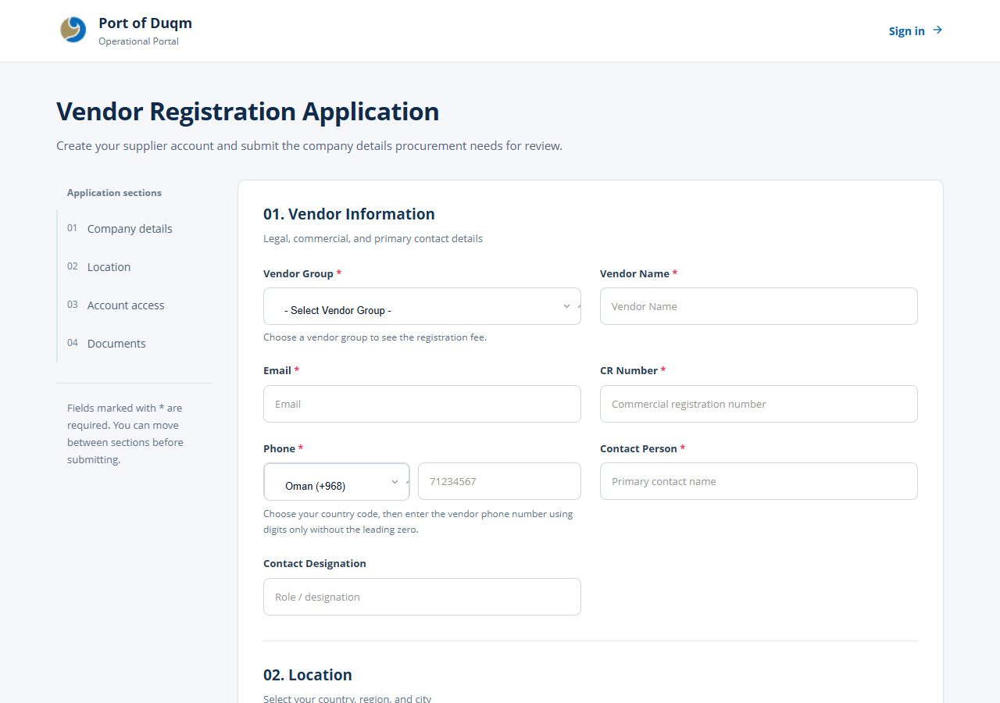 Port of Duqm
Operational Portal
Sign in
Vendor Registration Application
Create your supplier account and submit the company details procurement needs for review.
Application sections
01 Company details
02 Location
03 Account access
04 Documents
Fields marked with * are
required. You can move
between sections before
submitting.
01. Vendor Information
Legal, commercial, and primary contact details
Vendor Group *
- Select Vendor Group -
Choose a vendor group to see the registration fee.
Vendor Name *
Vendor Name
Email *
Email
CR Number *
Commercial registration number
Phone *
Oman (+968) 71234567
Choose your country code, then enter the vendor phone number using
digits only without the leading zero.
Contact Person *
Primary contact name
Contact Designation
Role / designation
02. Location
Select your country, region, and city